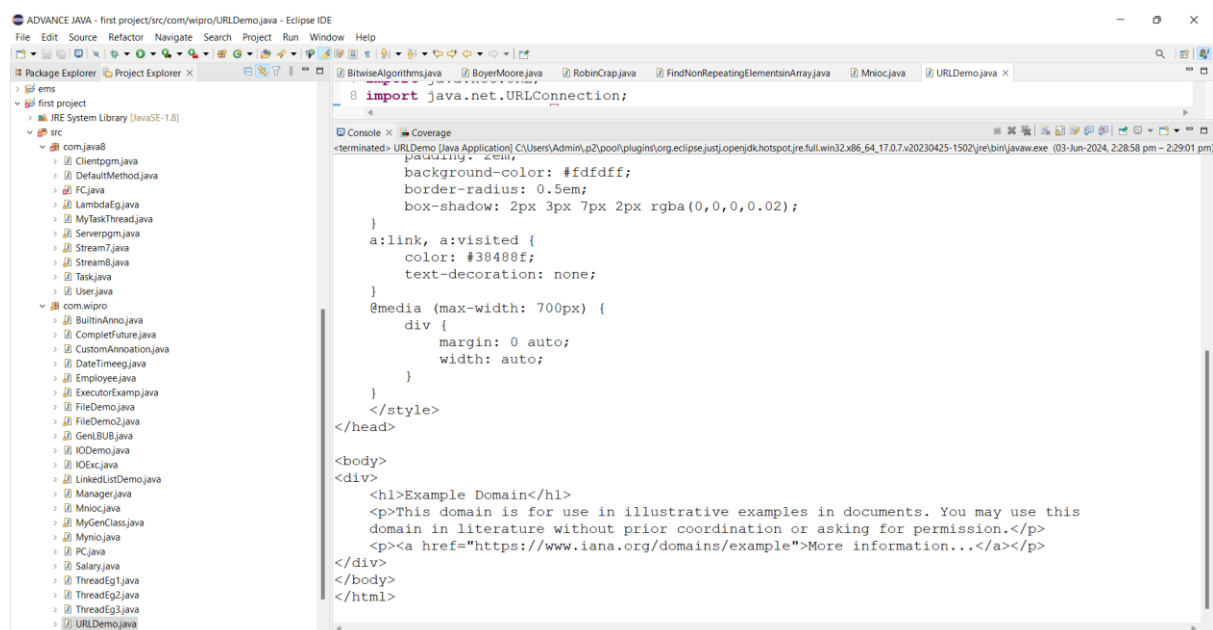 ADVANCE JAVA - first project/src/com/wipro/URLDemo.java - Eclipse IDE
File Edit Source Refactor Navigate Search Project Run Window Help
Package Explorer Project Explorer
BitwiseAlgorithms.java BoyerMoore.java RobinCrap.java FindNonRepeatingElementsinArray.java Mnioc.java URLDemo.java
ems
first project
JRE System Library [JavaSE-1.8]
src
com.java8
Clientpgm.java
DefaultMethod.java
FC.java
LambdaEg.java
MyTaskThread.java
Serverpgm.java
Stream7.java
Stream8.java
Task.java
User.java
com.wipro
BuiltinAnno.java
CompletFuture.java
CustomAnnoation.java
DateTimeeg.java
Employee.java
ExecutorExamp.java
FileDemo.java
FileDemo2.java
GenLBUB.java
IODemo.java
IOExc.java
LinkedListDemo.java
Manager.java
Mnioc.java
MyGenClass.java
Mynio.java
PC.java
Salary.java
ThreadEg1.java
ThreadEg2.java
ThreadEg3.java
URLDemo.java
8 import java.net.URLConnection;
Console Coverage
<terminated> URLDemo [Java Application] C:\Users\Admin\.p2\pool\plugins\org.eclipse.justj.openjdk.hotspot.jre.full.win32.x86_64_17.0.7.v20230425-1502\jre\bin\javaw.exe (03-Jun-2024, 2:28:58 pm – 2:29:01 pm)
padding: 2em;
background-color: #fdfdff;
border-radius: 0.5em;
box-shadow: 2px 3px 7px 2px rgba(0,0,0,0.02);
}
a:link, a:visited {
color: #38488f;
text-decoration: none;
}
@media (max-width: 700px) {
div {
margin: 0 auto;
width: auto;
}
}
</style>
</head>
<body>
<div>
<h1>Example Domain</h1>
<p>This domain is for use in illustrative examples in documents. You may use this
domain in literature without prior coordination or asking for permission.</p>
<p><a href="https://www.iana.org/domains/example">More information...</a></p>
</div>
</body>
</html>